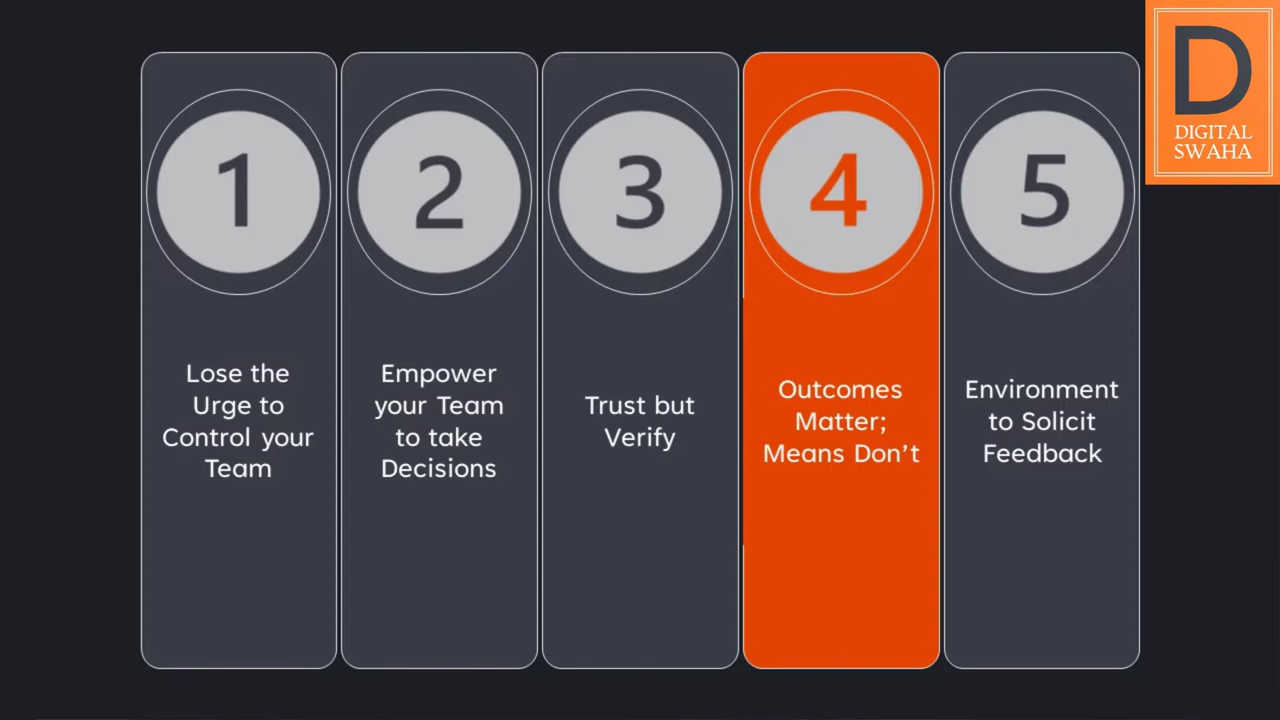 1
Lose the
Urge to
Control your
Team
2
Empower
your Team
to take
Decisions
3
Trust but
Verify
4
Outcomes
Matter;
Means Don’t
5
Environment
to Solicit
Feedback
D
DIGITAL
SWAHA